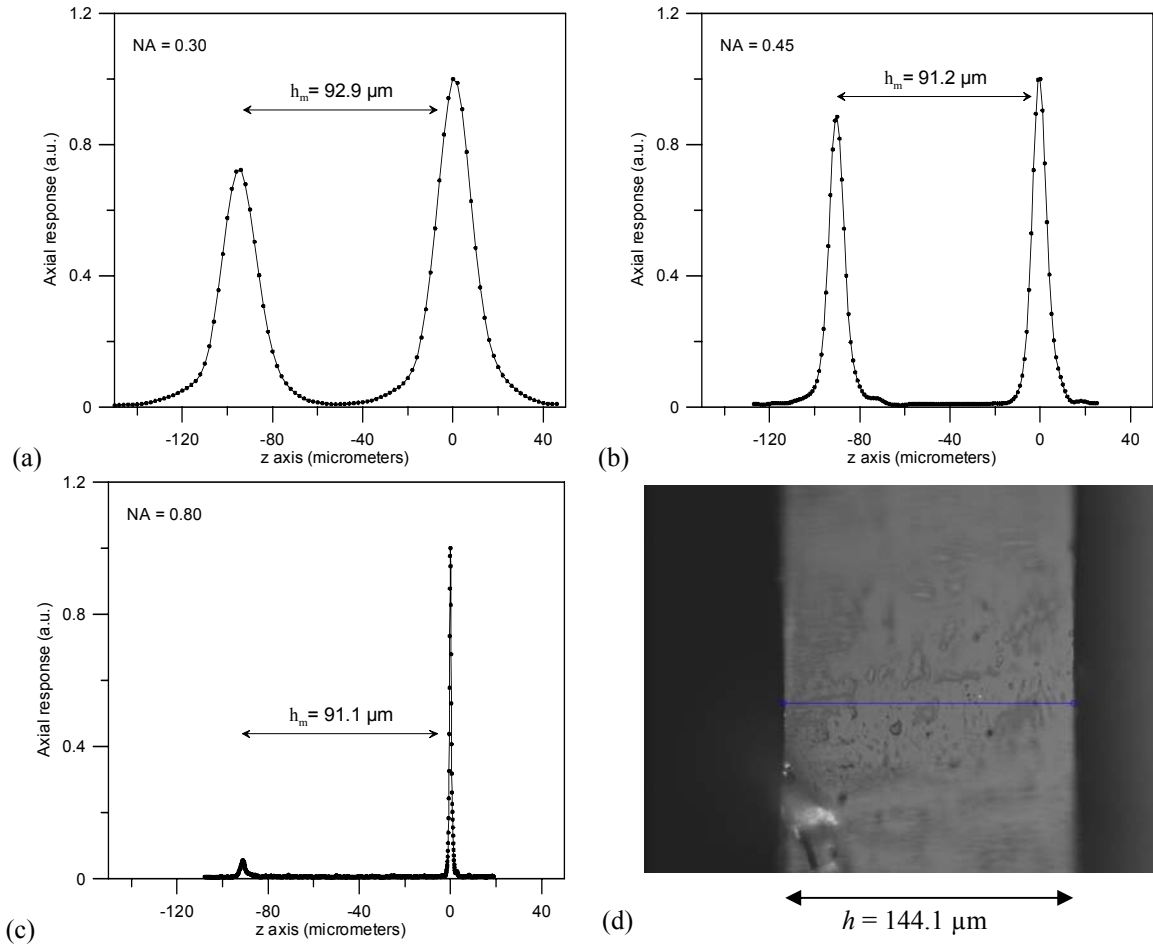 1.2
NA = 0.30
hm= 92.9 µm
0.8
0.4
0
Axial response (a.u.)
-120
-80
-40
0
40
z axis (micrometers)
(a)
1.2
NA = 0.45
hm= 91.2 µm
0.8
0.4
0
Axial response (a.u.)
-120
-80
-40
0
40
z axis (micrometers)
(b)
1.2
NA = 0.80
0.8
hm= 91.1 µm
0.4
0
Axial response (a.u.)
-120
-80
-40
0
40
z axis (micrometers)
(c)
(d)
h = 144.1 µm